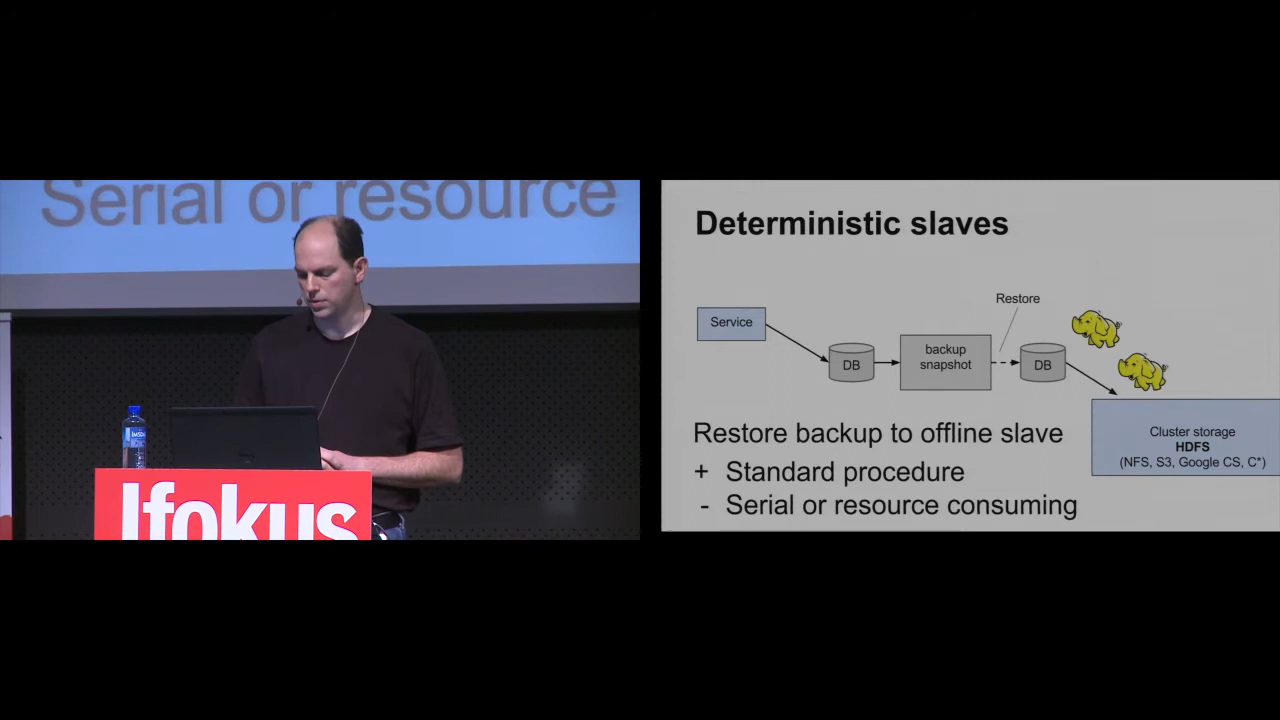 Serial or resource
Jfokus
Deterministic slaves
Restore
Service
DB
backup
snapshot
DB
Cluster storage
HDFS
(NFS, S3, Google CS, C*)
Restore backup to offline slave
+ Standard procedure
- Serial or resource consuming